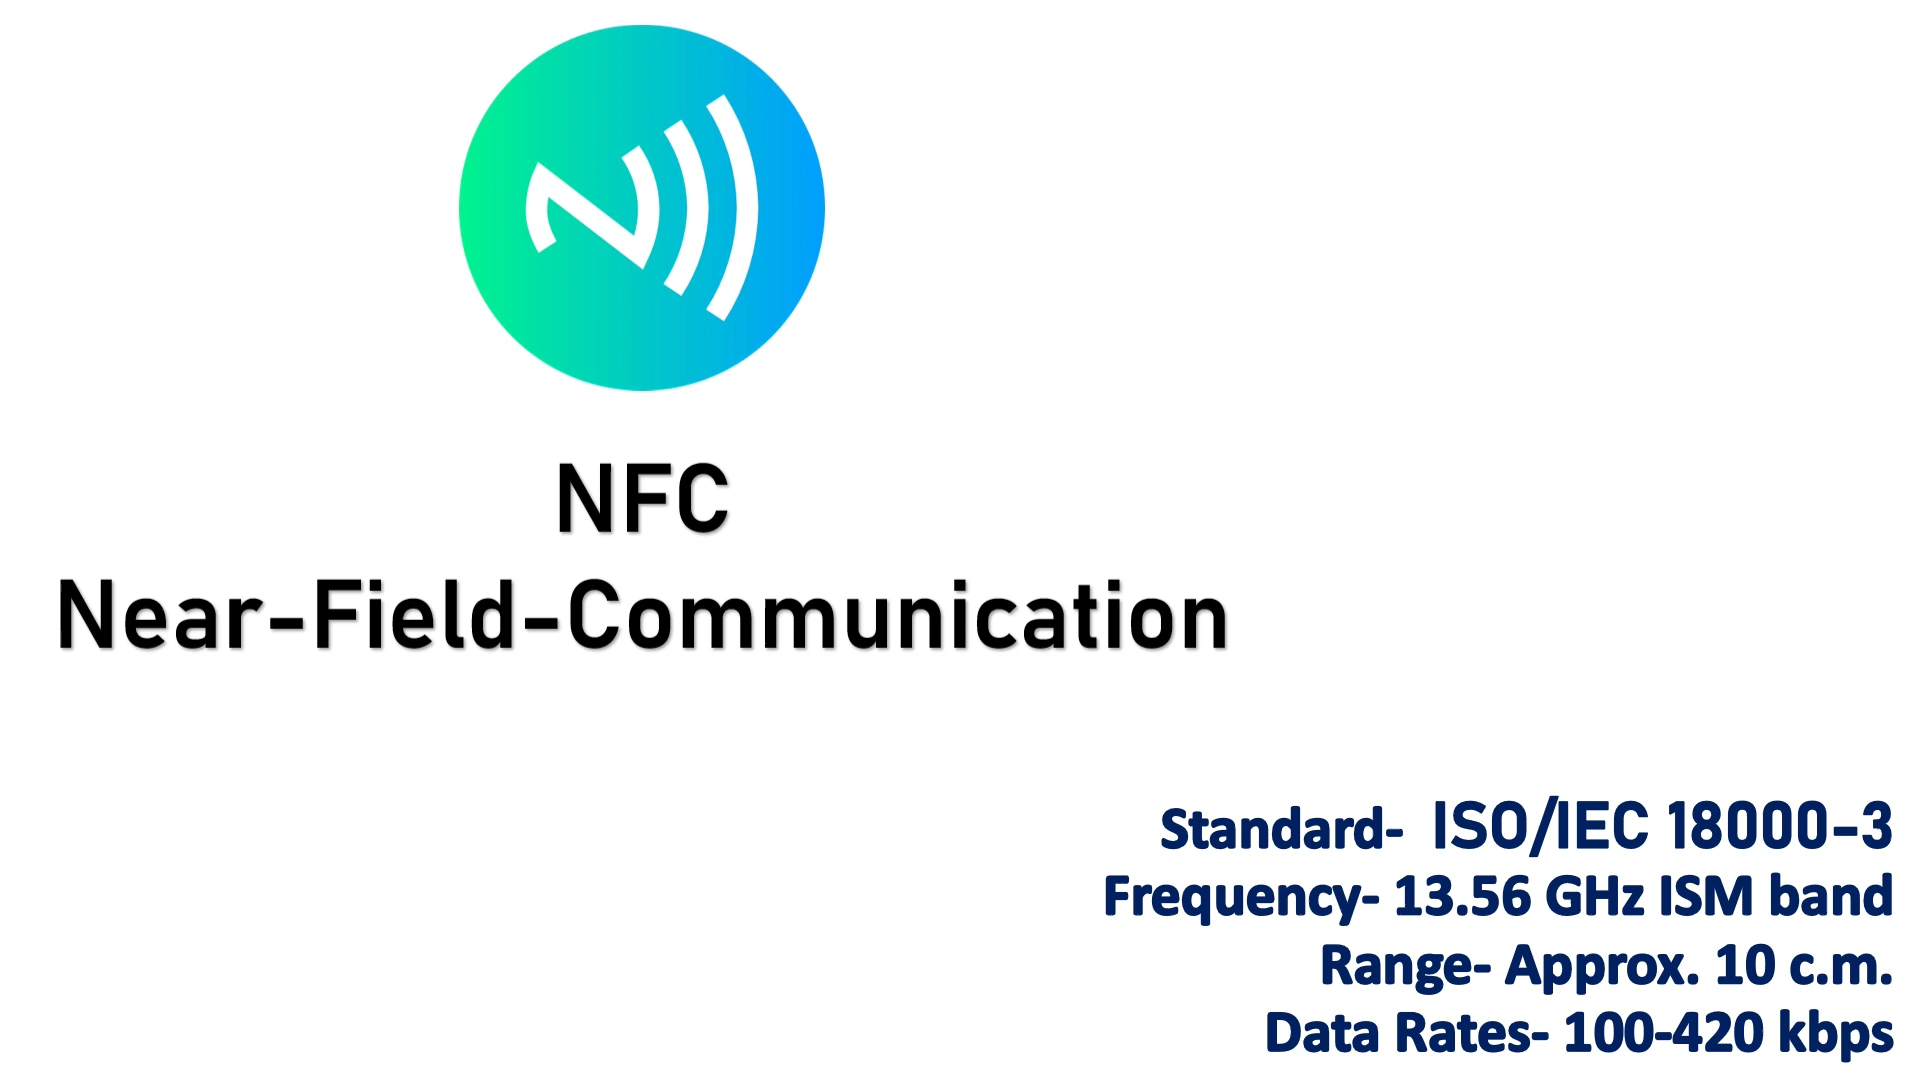 NFC
Near-Field-Communication
Standard- ISO/IEC 18000-3
Frequency- 13.56 GHz ISM band
Range- Approx. 10 c.m.
Data Rates- 100-420 kbps